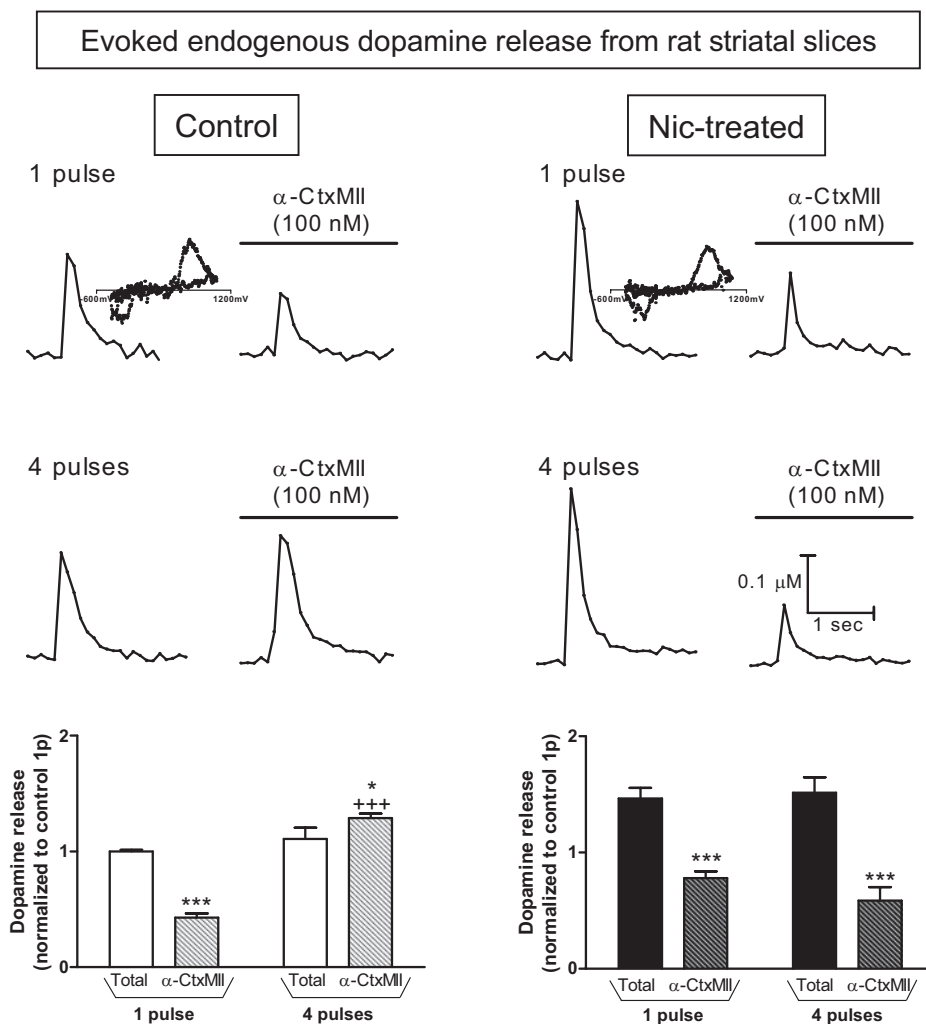 Evoked endogenous dopamine release from rat striatal slices
Control
Nic-treated
1 pulse
α-CtxMII
(100 nM)
-600mV
1200mV
1 pulse
α-CtxMII
(100 nM)
-600mV
1200mV
4 pulses
α-CtxMII
(100 nM)
4 pulses
α-CtxMII
(100 nM)
0.1 μM
1 sec
Dopamine release
(normalized to control 1p)
2
1
0
***
*
+++
Total
α-CtxMII
Total
α-CtxMII
1 pulse
4 pulses
Dopamine release
(normalized to control 1p)
2
1
0
***
***
Total
α-CtxMII
Total
α-CtxMII
1 pulse
4 pulses